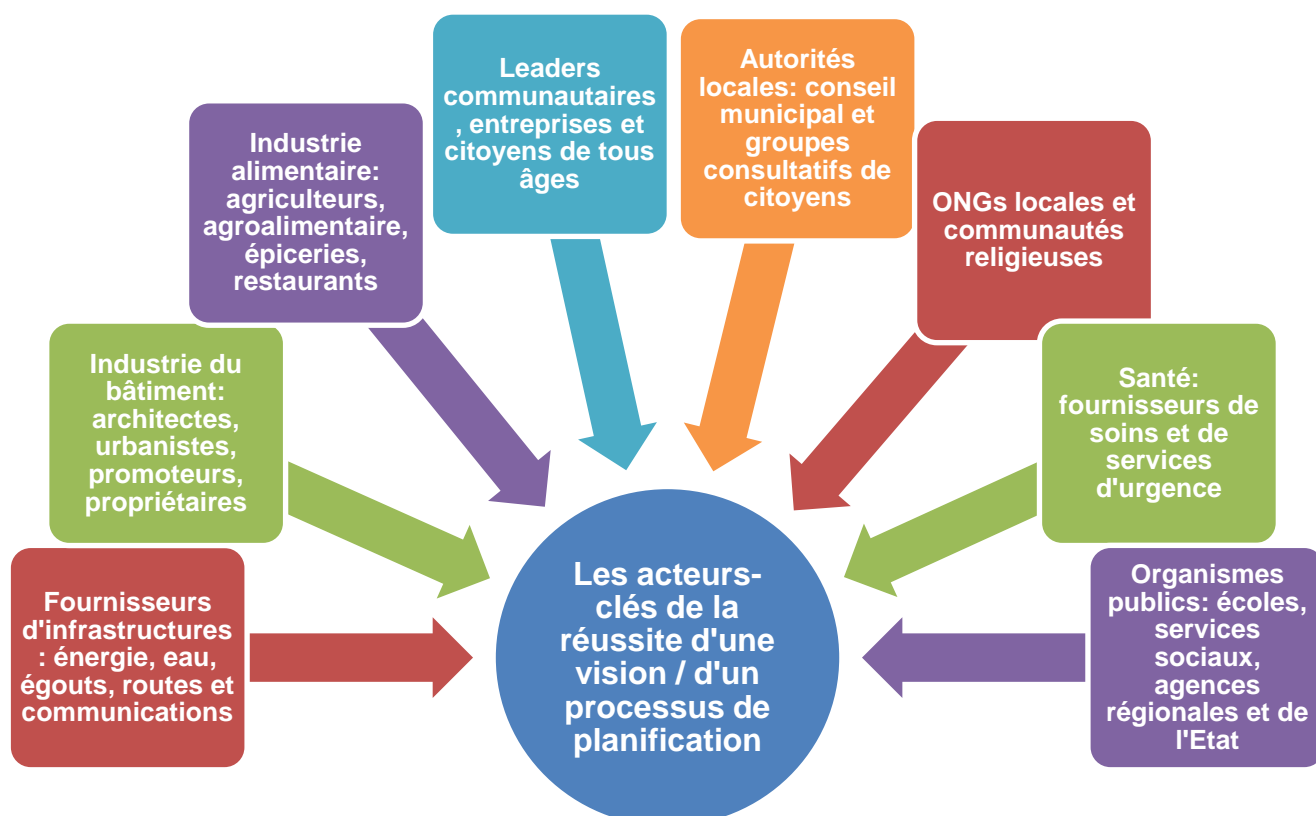 Leaders
communautaires
, entreprises et
citoyens de tous
âges
Autorités
locales: conseil
municipal et
groupes
consultatifs de
citoyens
Industrie
alimentaire:
agriculteurs,
agroalimentaire,
épiceries,
restaurants
ONGs locales et
communautés
religieuses
Industrie du
bâtiment:
architectes,
urbanistes,
promoteurs,
propriétaires
Santé:
fournisseurs de
soins et de
services
d'urgence
Fournisseurs
d'infrastructures
: énergie, eau,
égouts, routes et
communications
Les acteurs-
clés de la
réussite d'une
vision / d'un
processus de
planification
Organismes
publics: écoles,
services
sociaux,
agences
régionales et de
l'Etat